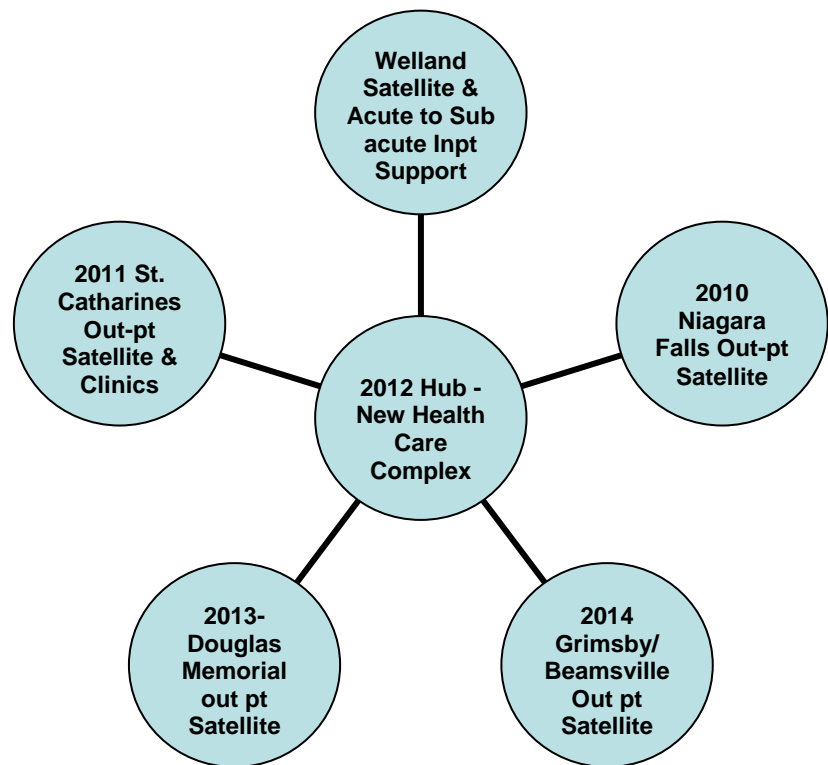 Welland
Satellite &
Acute to Sub
acute Inpt
Support
2011 St.
Catharines
Out-pt
Satellite &
Clinics
2010
Niagara
Falls Out-pt
Satellite
2012 Hub -
New Health
Care
Complex
2013-
Douglas
Memorial
out pt
Satellite
2014
Grimsby/
Beamsville
Out pt
Satellite